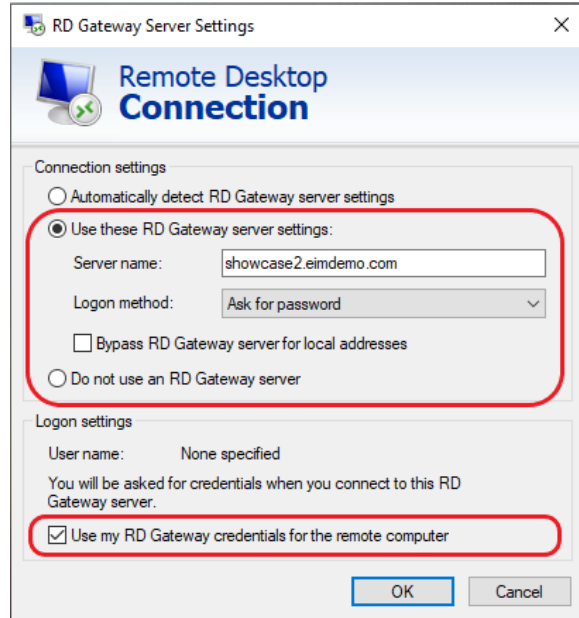 RD Gateway Server Settings
Remote Desktop
Connection
Connection settings
Automatically detect RD Gateway server settings
Use these RD Gateway server settings:
Server name: showcase2.eimdemo.com
Logon method: Ask for password
Bypass RD Gateway server for local addresses
Do not use an RD Gateway server
Logon settings
User name: None specified
You will be asked for credentials when you connect to this RD
Gateway server.
Use my RD Gateway credentials for the remote computer
OK Cancel